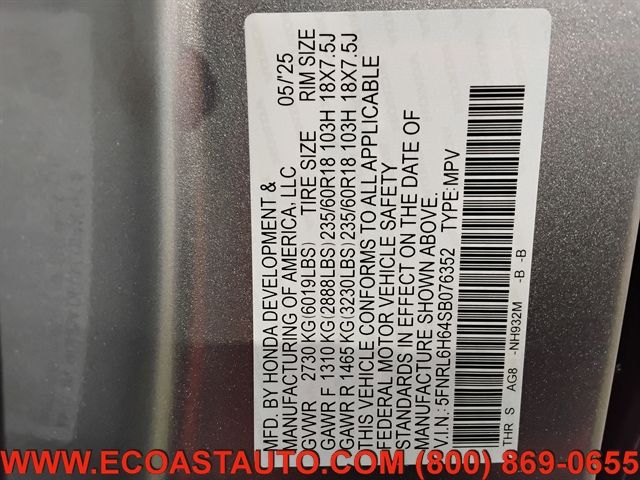 MFD. BY HONDA DEVELOPMENT &
MANUFACTURING OF AMERICA, LLC 05/'25
GVWR 2730 KG(6019LBS) TIRE SIZE RIM SIZE
GAWR F 1310 KG(2888LBS)235/60R18 103H 18X7.5J
GAWR R 1465 KG(3230LBS)235/60R18 103H 18X7.5J
THIS VEHICLE CONFORMS TO ALL APPLICABLE
FEDERAL MOTOR VEHICLE SAFETY
STANDARDS IN EFFECT ON THE DATE OF
MANUFACTURE SHOWN ABOVE.
V.I.N.: 5FNRL6H64SB076352 TYPE: MPV
THR S AG8 -NH932M -B -B
WWW.ECOASTAUTO.COM (800) 869-0655